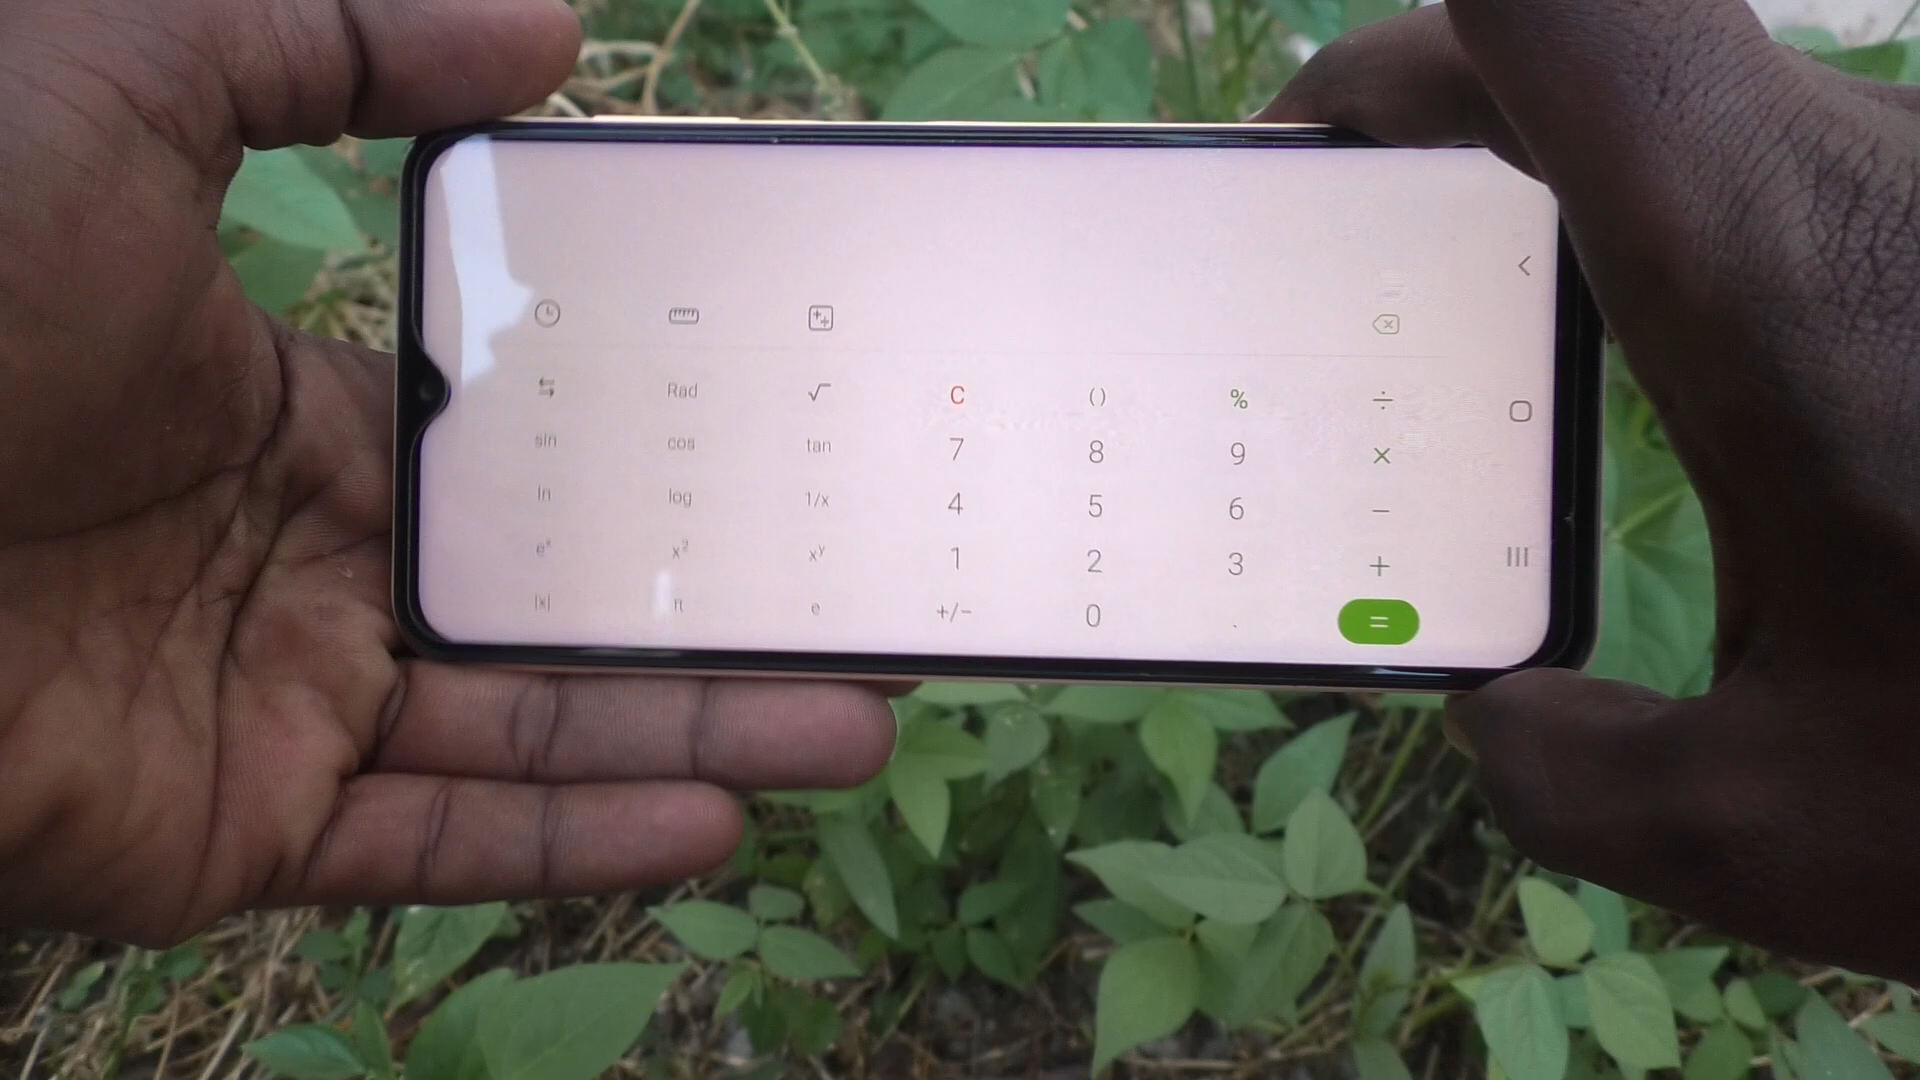 Rad √ C () % ÷
sin cos tan 7 8 9 ×
ln log 1/x 4 5 6 −
eˣ x² xʸ 1 2 3 +
|x| π e +/− 0 . =